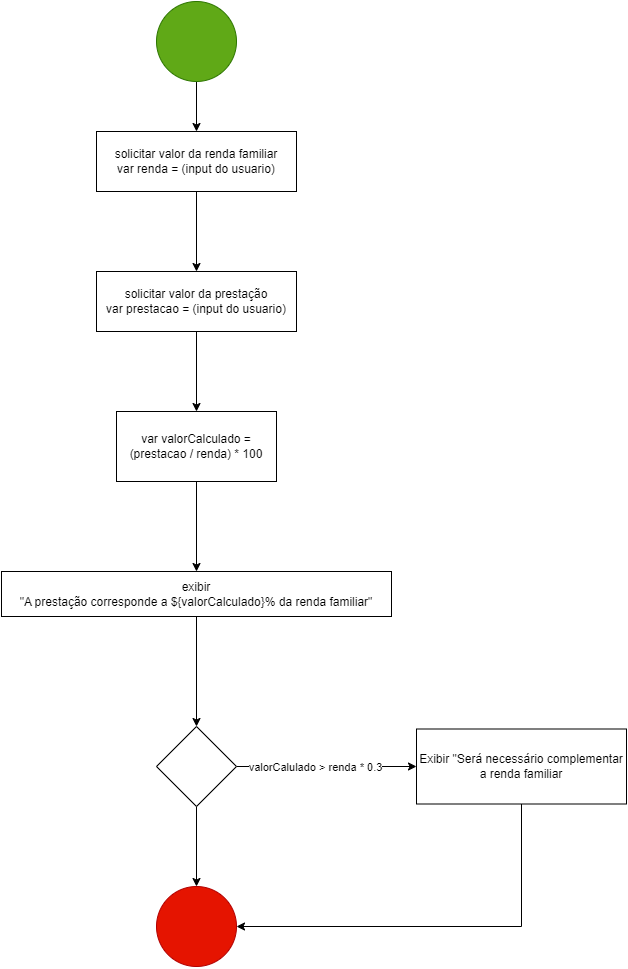 solicitar valor da renda familiar
var renda = (input do usuario)
solicitar valor da prestação
var prestacao = (input do usuario)
var valorCalculado =
(prestacao / renda) * 100
exibir
"A prestação corresponde a ${valorCalculado}% da renda familiar"
valorCalulado > renda * 0.3
Exibir "Será necessário complementar
a renda familiar